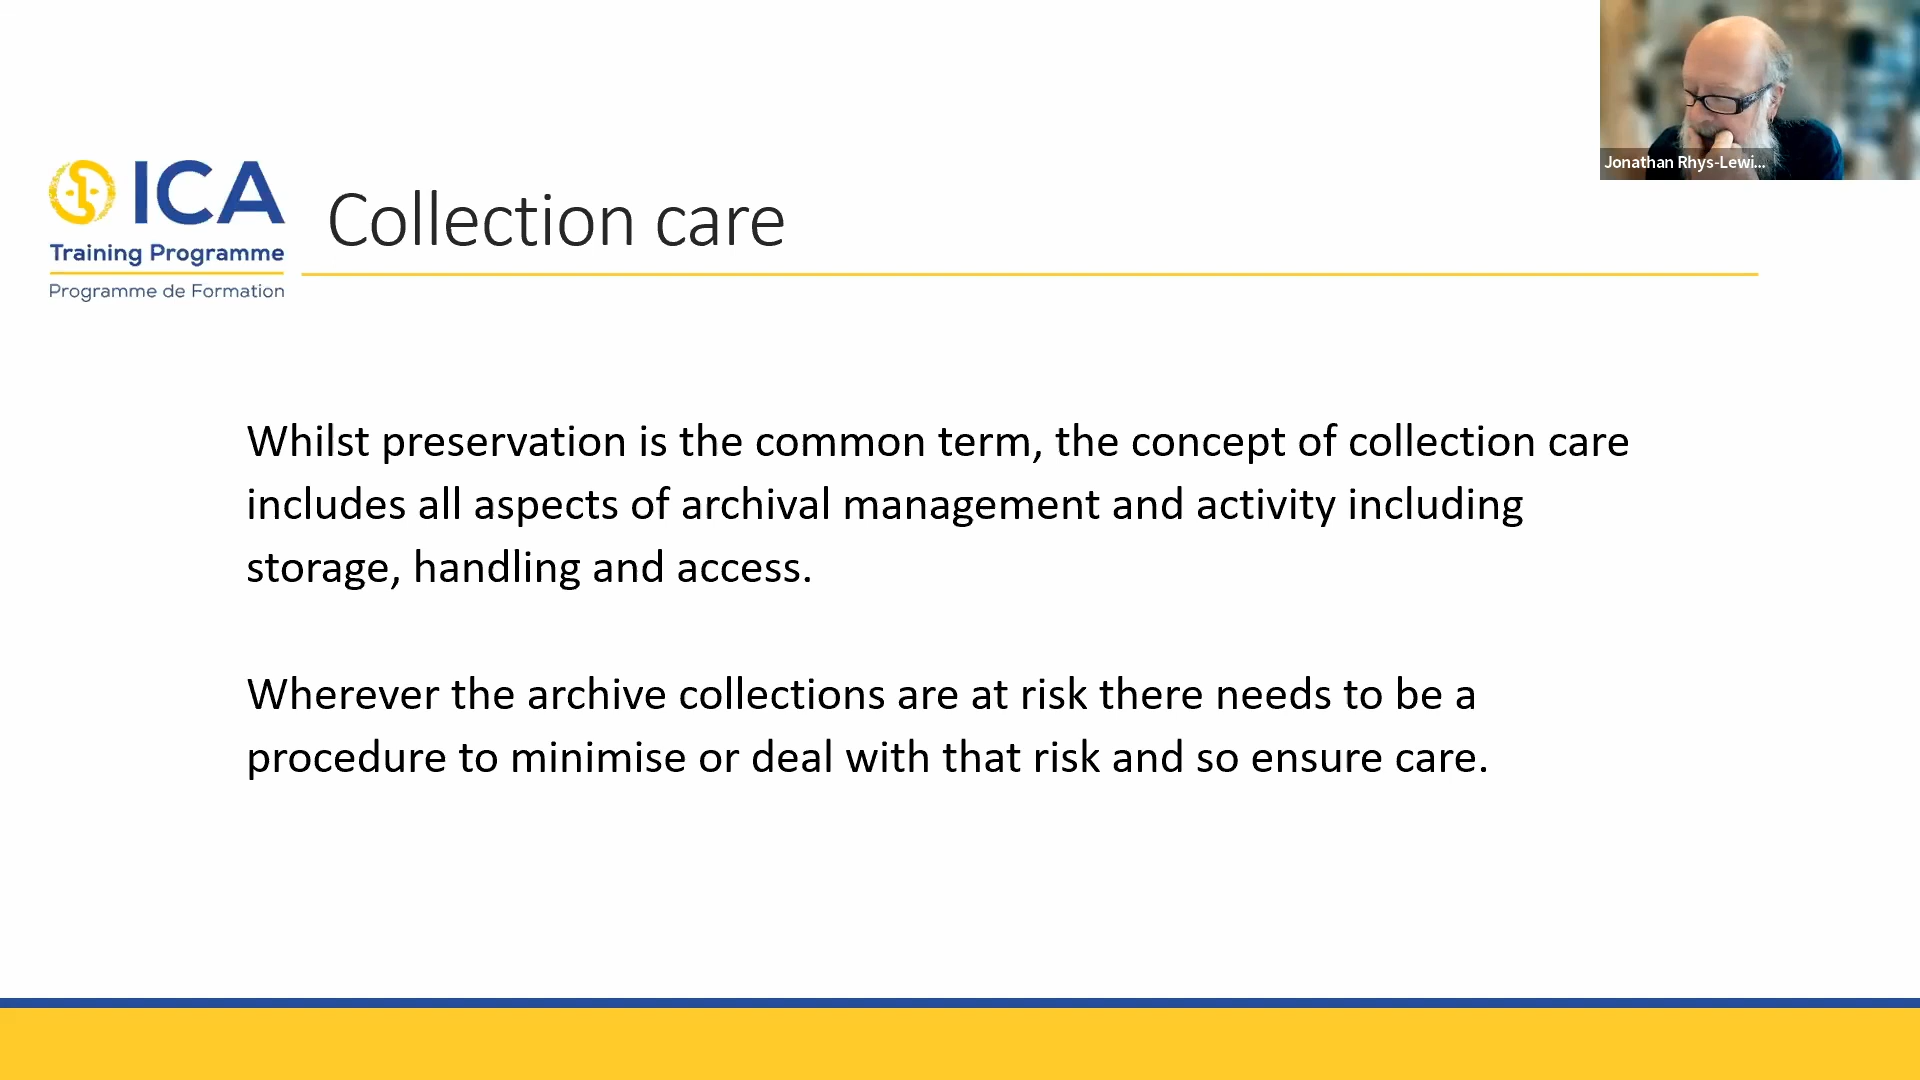 Jonathan Rhys-Lewi...
ICA
Training Programme
Programme de Formation
Collection care
Whilst preservation is the common term, the concept of collection care
includes all aspects of archival management and activity including
storage, handling and access.
Wherever the archive collections are at risk there needs to be a
procedure to minimise or deal with that risk and so ensure care.